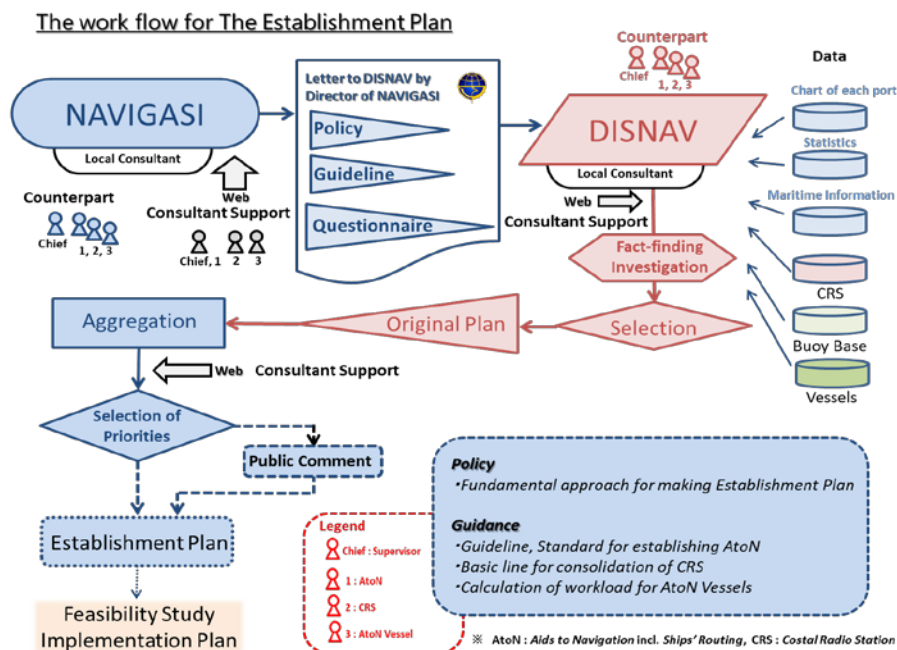 The work flow for The Establishment Plan
NAVIGASI
Local Consultant
Counterpart
Chief
1, 2, 3
Web
Consultant Support
Chief, 1
2
3
Letter to DISNAV by
Director of NAVIGASI
Policy
Guideline
Questionnaire
Counterpart
Chief
1, 2, 3
DISNAV
Local Consultant
Web
Consultant Support
Fact-finding
Investigation
Selection
Original Plan
Data
Chart of each port
Statistics
Maritime Information
CRS
Buoy Base
Vessels
Aggregation
Web Consultant Support
Selection of
Priorities
Public Comment
Establishment Plan
Feasibility Study
Implementation Plan
Legend
Chief : Supervisor
1 : AtoN
2 : CRS
3 : AtoN Vessel
Policy
・Fundamental approach for making Establishment Plan
Guidance
・Guideline, Standard for establishing AtoN
・Basic line for consolidation of CRS
・Calculation of workload for AtoN Vessels
※ AtoN : Aids to Navigation incl. Ships' Routing, CRS : Costal Radio Station